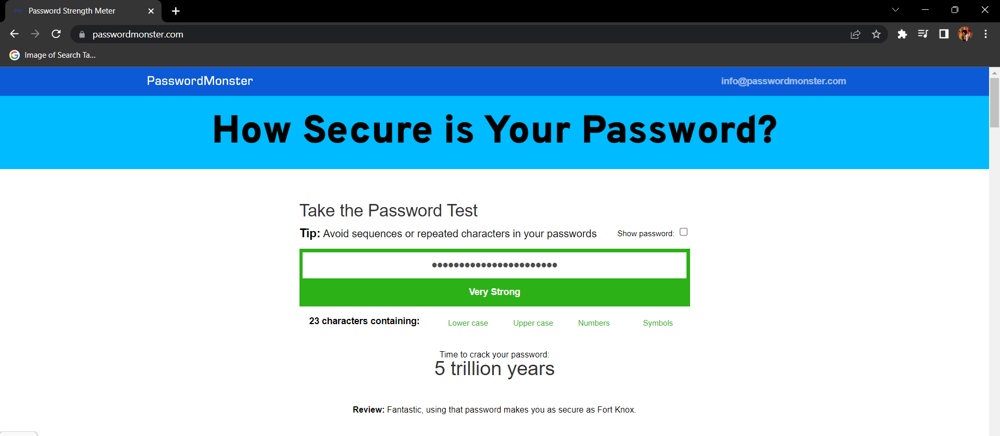 PM Password Strength Meter
passwordmonster.com
Image of Search Ta...
PasswordMonster info@passwordmonster.com
How Secure is Your Password?
Take the Password Test
Tip: Avoid sequences or repeated characters in your passwords Show password:
•••••••••••••••••••••••
Very Strong
23 characters containing: Lower case Upper case Numbers Symbols
Time to crack your password:
5 trillion years
Review: Fantastic, using that password makes you as secure as Fort Knox.